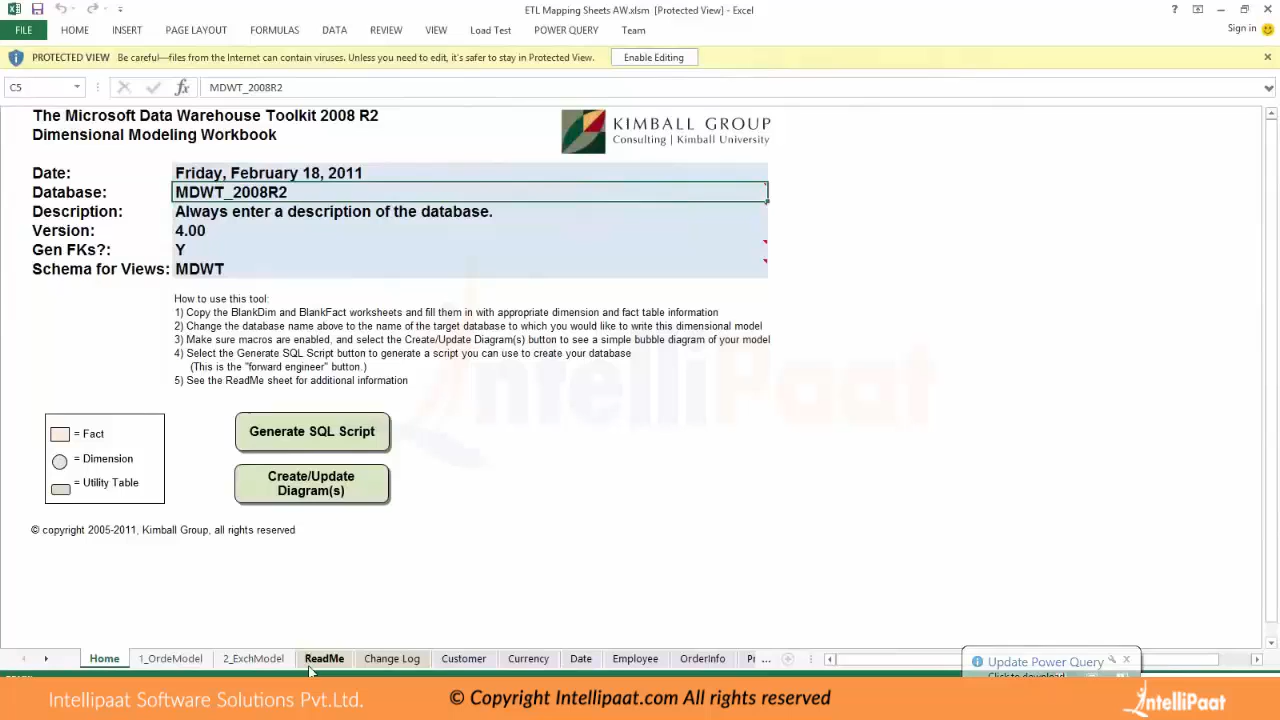 ETL Mapping Sheets AW.xlsm [Protected View] - Excel
FILE HOME INSERT PAGE LAYOUT FORMULAS DATA REVIEW VIEW Load Test POWER QUERY Team Sign in
PROTECTED VIEW Be careful—files from the Internet can contain viruses. Unless you need to edit, it's safer to stay in Protected View. Enable Editing
C5 fx MDWT_2008R2
The Microsoft Data Warehouse Toolkit 2008 R2
Dimensional Modeling Workbook
KIMBALL GROUP
Consulting | Kimball University
Date: Friday, February 18, 2011
Database: MDWT_2008R2
Description: Always enter a description of the database.
Version: 4.00
Gen FKs?: Y
Schema for Views: MDWT
How to use this tool:
1) Copy the BlankDim and BlankFact worksheets and fill them in with appropriate dimension and fact table information
2) Change the database name above to the name of the target database to which you would like to write this dimensional model
3) Make sure macros are enabled, and select the Create/Update Diagram(s) button to see a simple bubble diagram of your model
4) Select the Generate SQL Script button to generate a script you can use to create your database
(This is the "forward engineer" button.)
5) See the ReadMe sheet for additional information
IntelliPaat
= Fact
= Dimension
= Utility Table
Generate SQL Script
Create/Update
Diagram(s)
© copyright 2005-2011, Kimball Group, all rights reserved
Home 1_OrdeModel 2_ExchModel ReadMe Change Log Customer Currency Date Employee OrderInfo Pi ...
Update Power Query
Click to download
Intellipaat Software Solutions Pvt.Ltd. © Copyright Intellipaat.com All rights reserved IntelliPaat